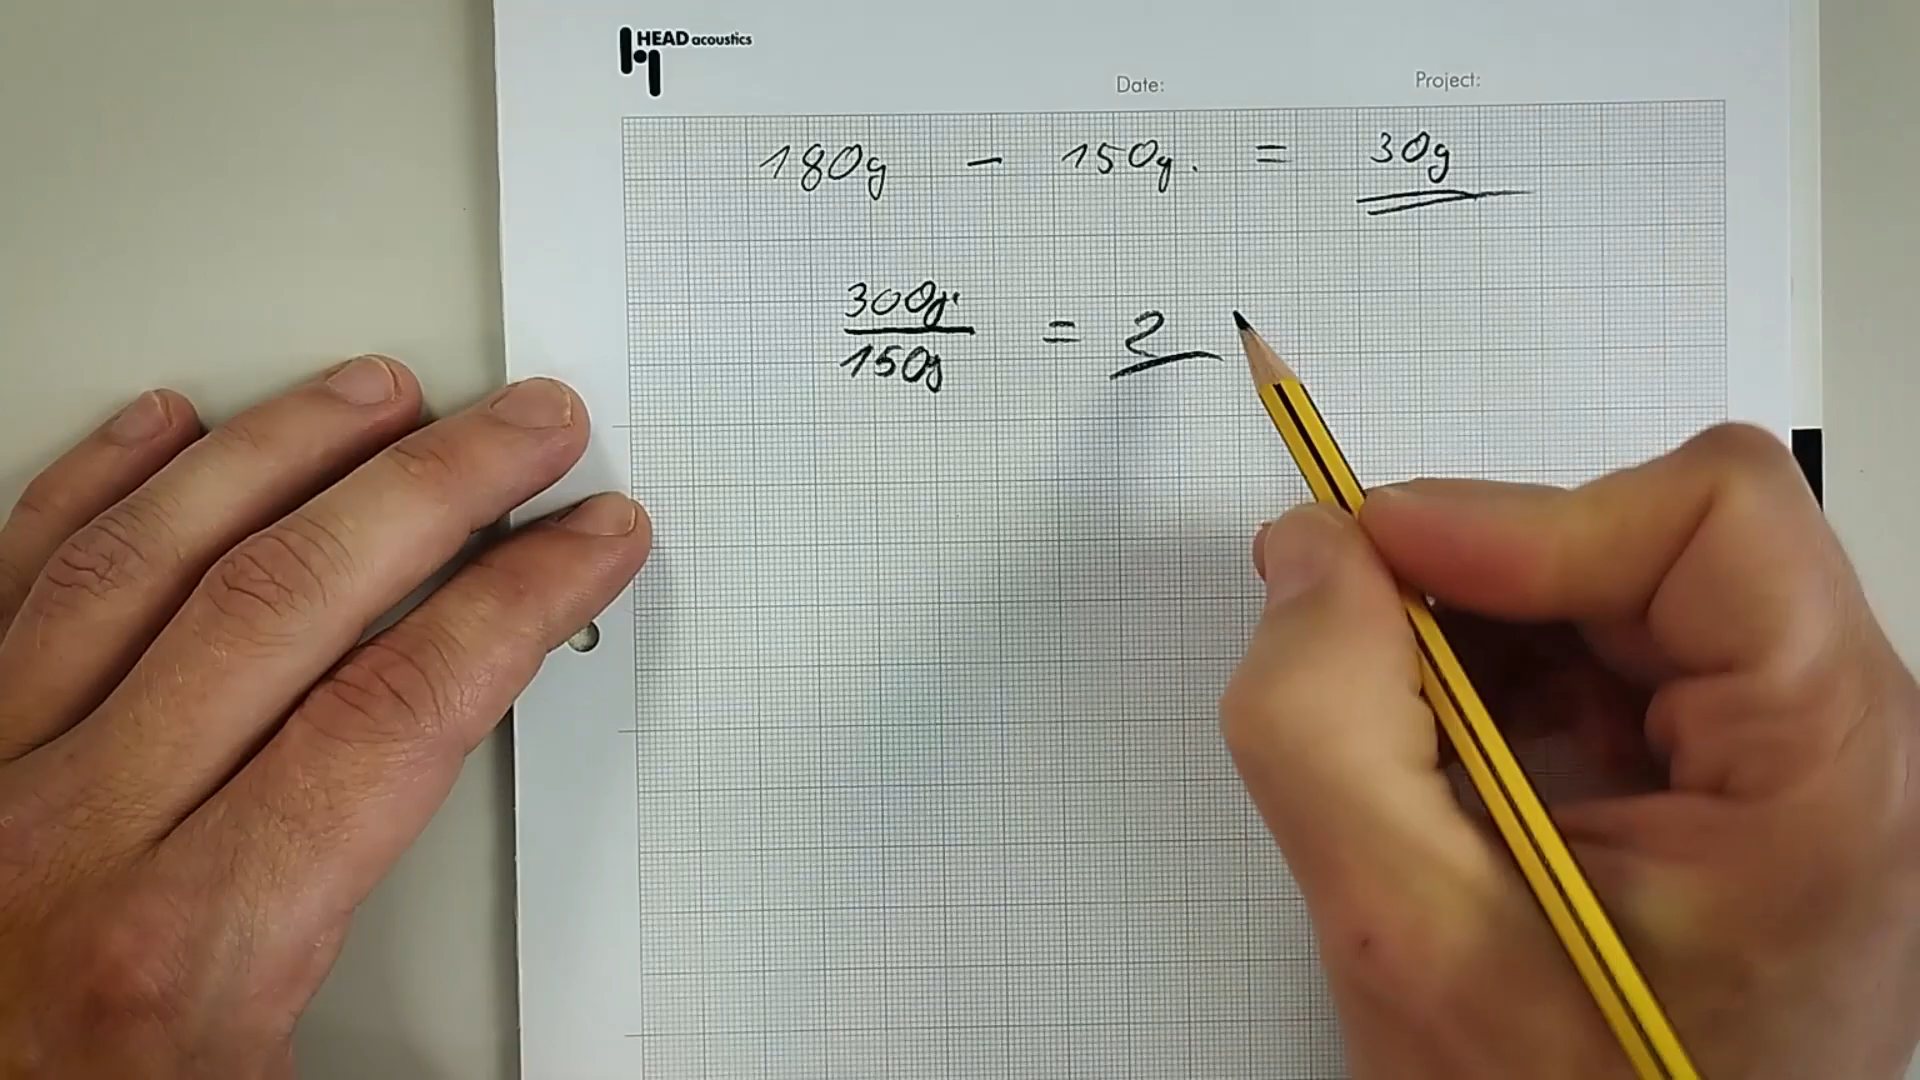 HEAD acoustics
Date: Project:
180g - 150g. = 30g
300g
150g = 2